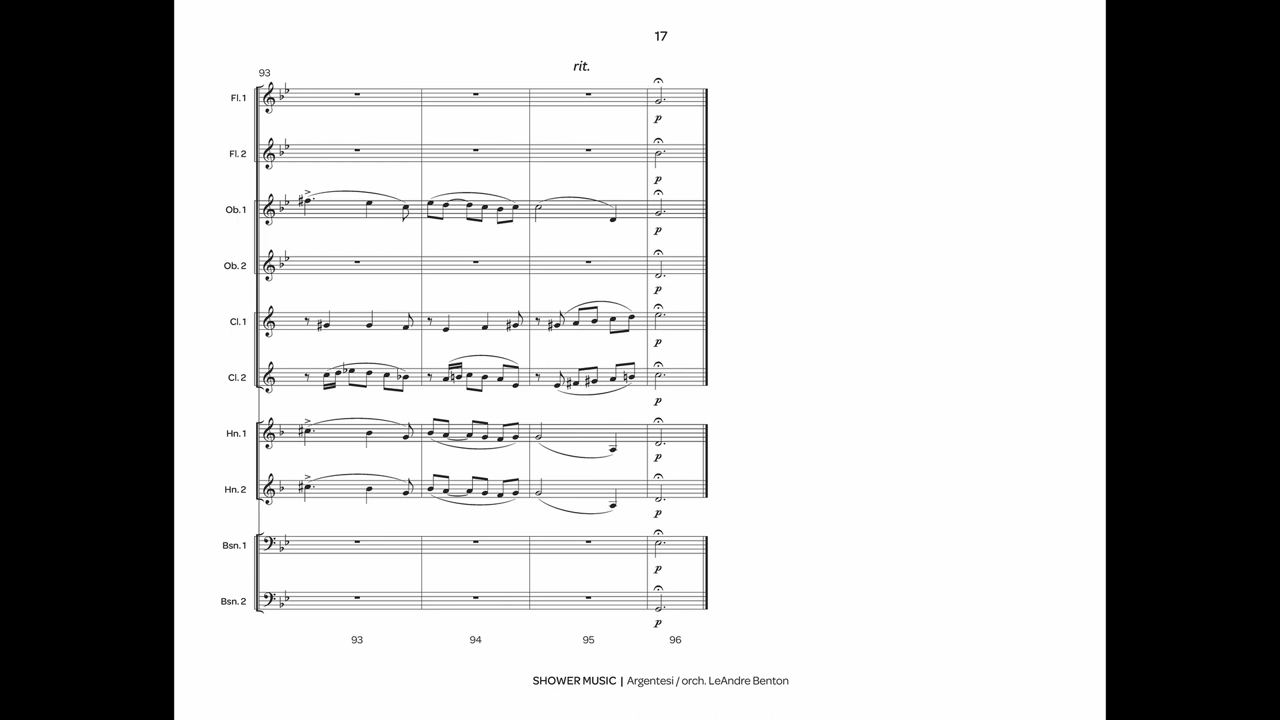 17
rit.
93
Fl. 1
p
Fl. 2
p
Ob. 1
p
Ob. 2
p
Cl. 1
p
Cl. 2
p
Hn. 1
p
Hn. 2
p
Bsn. 1
p
Bsn. 2
p
93 94 95 96
SHOWER MUSIC | Argentesi / orch. LeAndre Benton